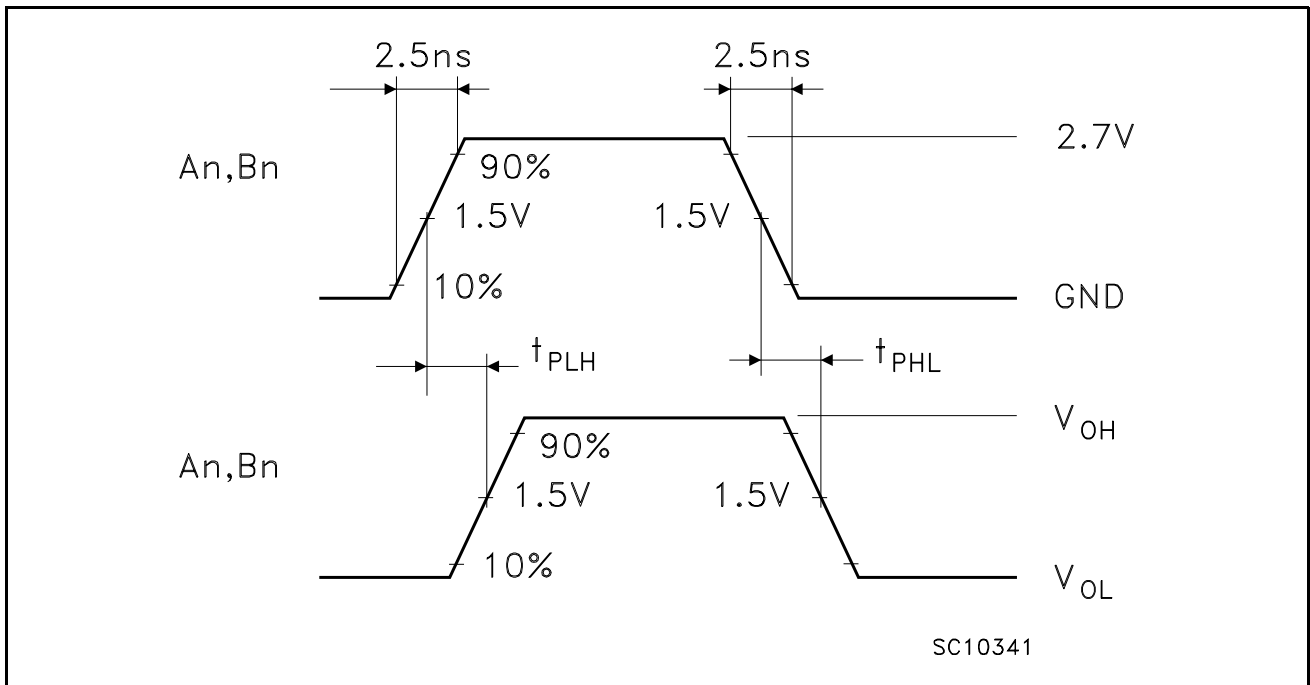 2.5ns 2.5ns
2.7V
An,Bn
90%
1.5V 1.5V
10%
GND
tPLH tPHL
VOH
An,Bn
90%
1.5V 1.5V
10%
VOL
SC10341